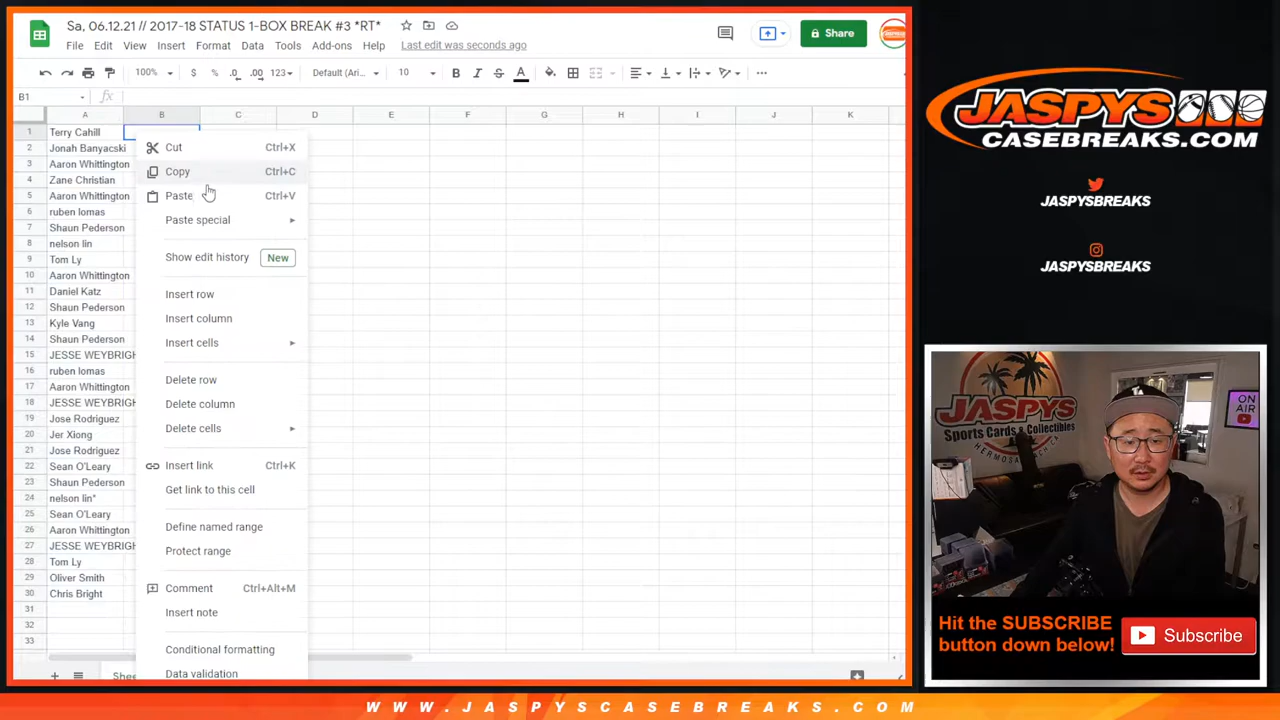 Sa, 06.12.21 // 2017-18 STATUS 1-BOX BREAK #3 *RT*
File Edit View Insert Format Data Tools Add-ons Help Last edit was seconds ago
Share
100% $ % .0 .00 123 Default (Ari... 10 B I S A
B1 fx
A B C D E F G H I J K
1 Terry Cahill
2 Jonah Banyacski
3 Aaron Whittington
4 Zane Christian
5 Aaron Whittington
6 ruben lomas
7 Shaun Pederson
8 nelson lin
9 Tom Ly
10 Aaron Whittington
11 Daniel Katz
12 Shaun Pederson
13 Kyle Vang
14 Shaun Pederson
15 JESSE WEYBRIGH
16 ruben lomas
17 Aaron Whittington
18 JESSE WEYBRIGH
19 Jose Rodriguez
20 Jer Xiong
21 Jose Rodriguez
22 Sean O'Leary
23 Shaun Pederson
24 nelson lin*
25 Sean O'Leary
26 Aaron Whittington
27 JESSE WEYBRIGH
28 Tom Ly
29 Oliver Smith
30 Chris Bright
31
32
33
Cut Ctrl+X
Copy Ctrl+C
Paste Ctrl+V
Paste special
Show edit history New
Insert row
Insert column
Insert cells
Delete row
Delete column
Delete cells
Insert link Ctrl+K
Get link to this cell
Define named range
Protect range
Comment Ctrl+Alt+M
Insert note
Conditional formatting
Data validation
Shee
JASPYS
CASEBREAKS.COM
JASPYSBREAKS
JASPYSBREAKS
JASPYS
Sports Cards & Collectibles
HERMOSA BEACH, CA
ON
AIR
Hit the SUBSCRIBE
button down below!
Subscribe
WWW.JASPYSCASEBREAKS.COM